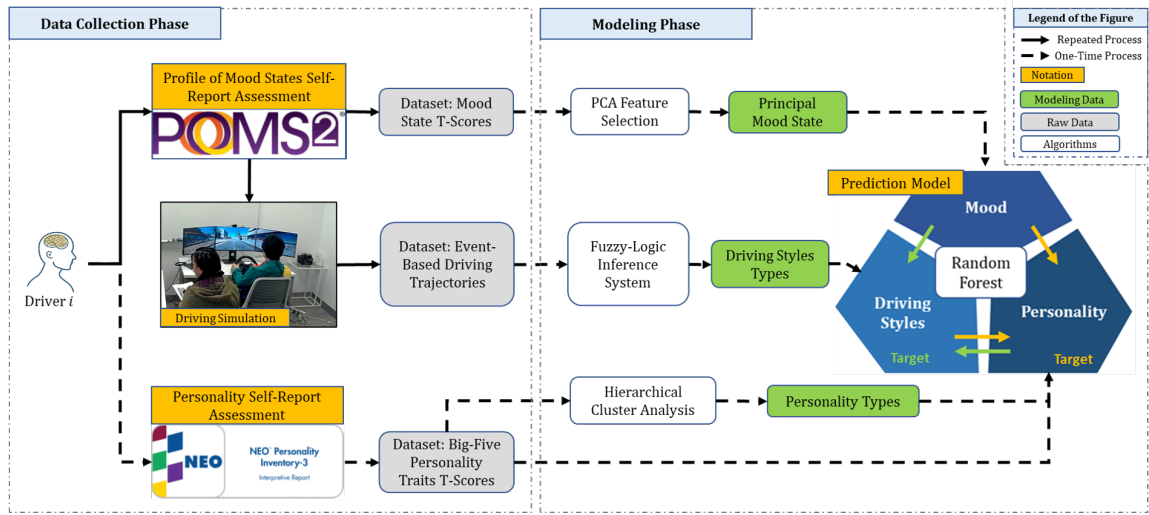 Data Collection Phase
Modeling Phase
Legend of the Figure
Repeated Process
One-Time Process
Notation
Modeling Data
Raw Data
Algorithms
Profile of Mood States Self-
Report Assessment
POMS2®
Dataset: Mood
State T-Scores
PCA Feature
Selection
Principal
Mood State
Driver i
Driving Simulation
Dataset: Event-
Based Driving
Trajectories
Fuzzy-Logic
Inference
System
Driving Styles
Types
Prediction Model
Mood
Random
Forest
Driving
Styles
Personality
Target
Target
Personality Self-Report
Assessment
NEO
NEO™ Personality
Inventory-3
Interpretive Report
Dataset: Big-Five
Personality
Traits T-Scores
Hierarchical
Cluster Analysis
Personality Types